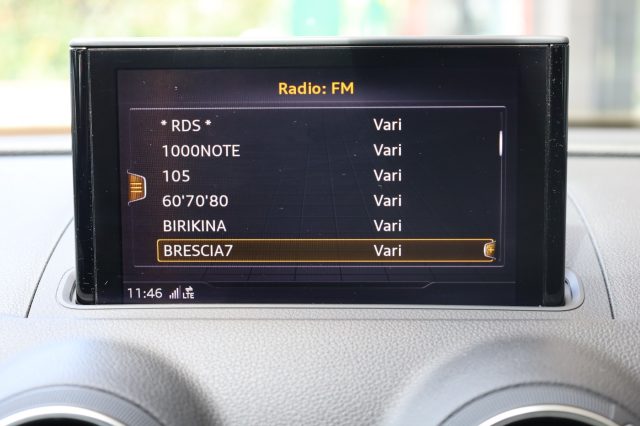 Radio: FM
* RDS * Vari
1000NOTE Vari
105 Vari
60'70'80 Vari
BIRIKINA Vari
BRESCIA7 Vari
11:46 LTE